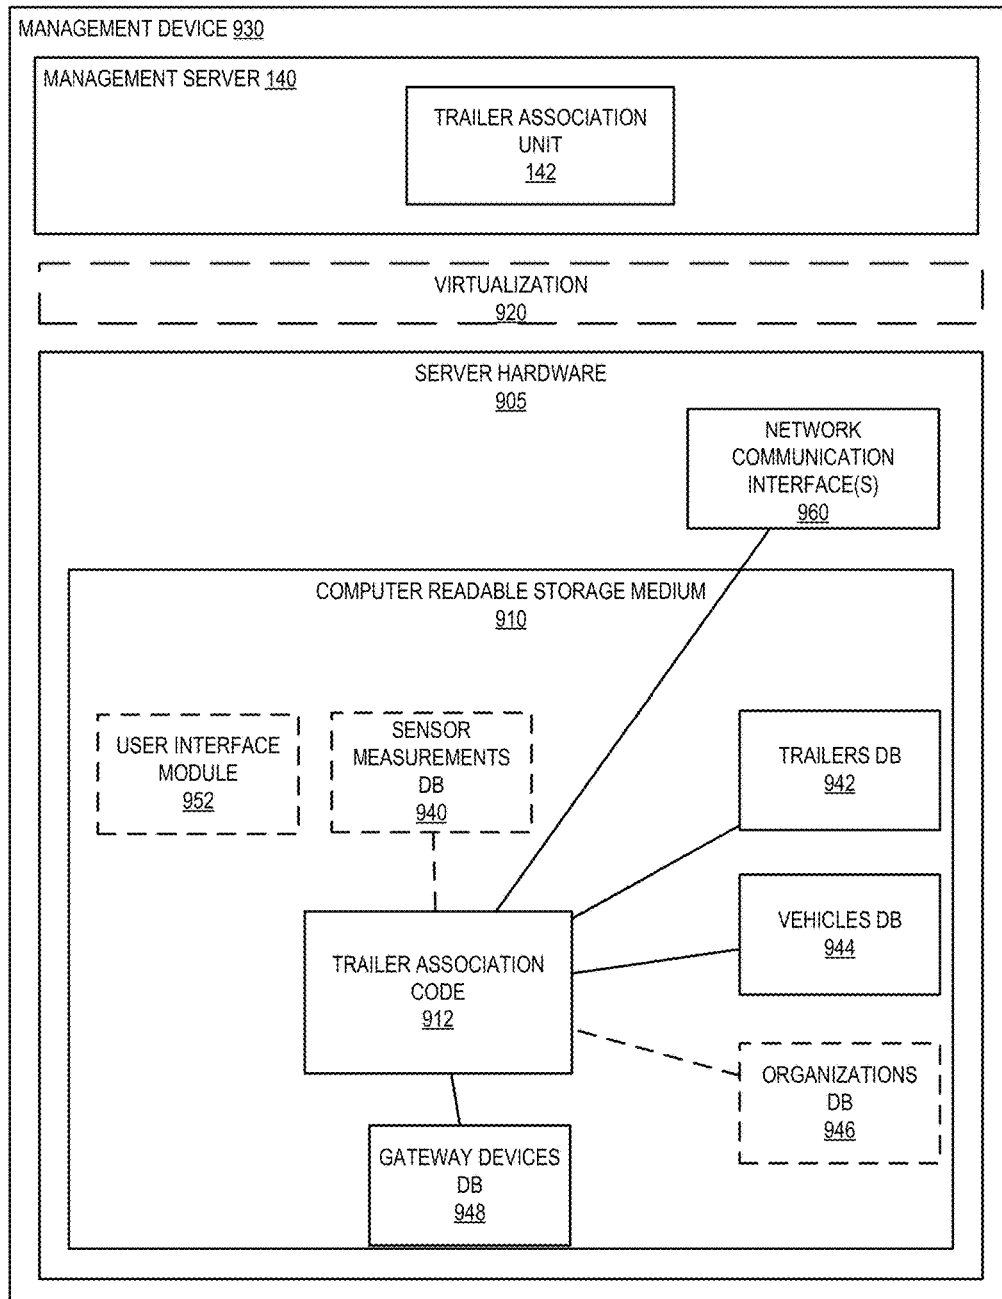 MANAGEMENT DEVICE 930
MANAGEMENT SERVER 140
TRAILER ASSOCIATION
UNIT
142
VIRTUALIZATION
920
SERVER HARDWARE
905
NETWORK
COMMUNICATION
INTERFACE(S)
960
COMPUTER READABLE STORAGE MEDIUM
910
USER INTERFACE
MODULE
952
SENSOR
MEASUREMENTS
DB
940
TRAILERS DB
942
VEHICLES DB
944
TRAILER ASSOCIATION
CODE
912
ORGANIZATIONS
DB
946
GATEWAY DEVICES
DB
948